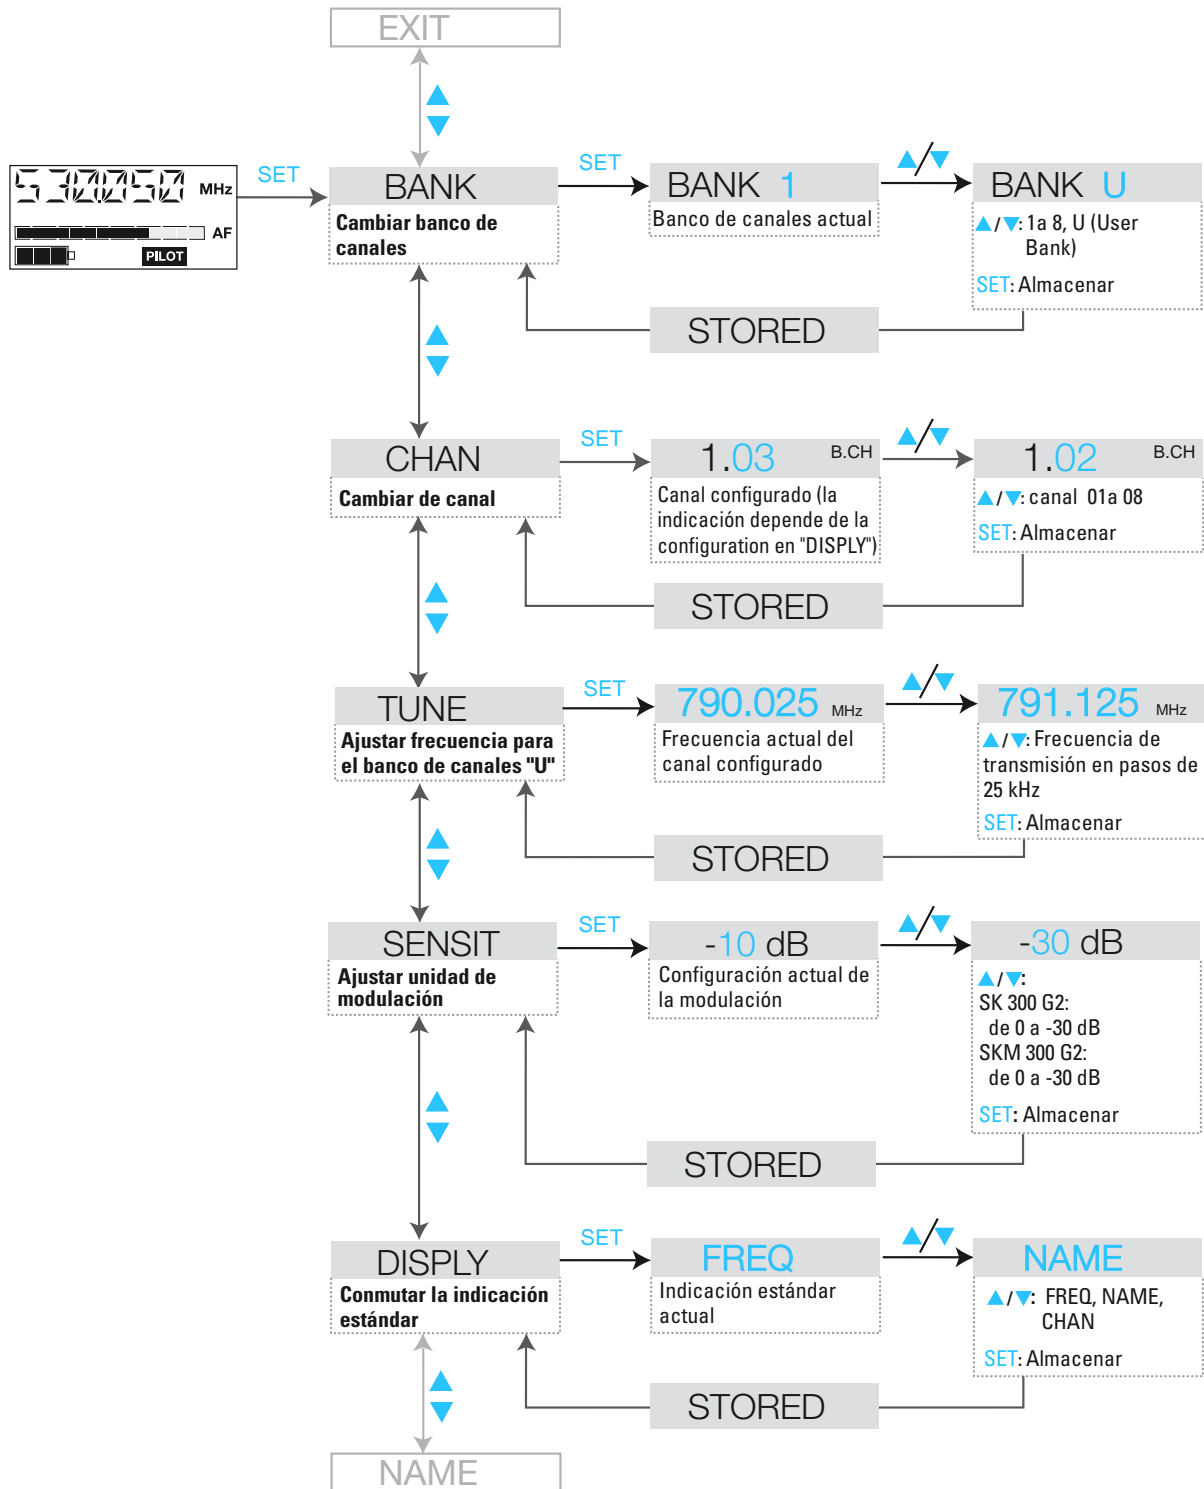 EXIT
530.050 MHz
AF
PILOT
SET
BANK
Cambiar banco de
canales
SET
BANK 1
Banco de canales actual
▲/▼
BANK U
▲/▼: 1a 8, U (User
Bank)
SET: Almacenar
STORED
CHAN
Cambiar de canal
SET
1.03 B.CH
Canal configurado (la
indicación depende de la
configuration en "DISPLY")
▲/▼
1.02 B.CH
▲/▼: canal 01a 08
SET: Almacenar
STORED
TUNE
Ajustar frecuencia para
el banco de canales "U"
SET
790.025 MHz
Frecuencia actual del
canal configurado
▲/▼
791.125 MHz
▲/▼: Frecuencia de
transmisión en pasos de
25 kHz
SET: Almacenar
STORED
SENSIT
Ajustar unidad de
modulación
SET
-10 dB
Configuración actual de
la modulación
▲/▼
-30 dB
▲/▼:
SK 300 G2:
de 0 a -30 dB
SKM 300 G2:
de 0 a -30 dB
SET: Almacenar
STORED
DISPLY
Conmutar la indicación
estándar
SET
FREQ
Indicación estándar
actual
▲/▼
NAME
▲/▼: FREQ, NAME,
CHAN
SET: Almacenar
STORED
NAME